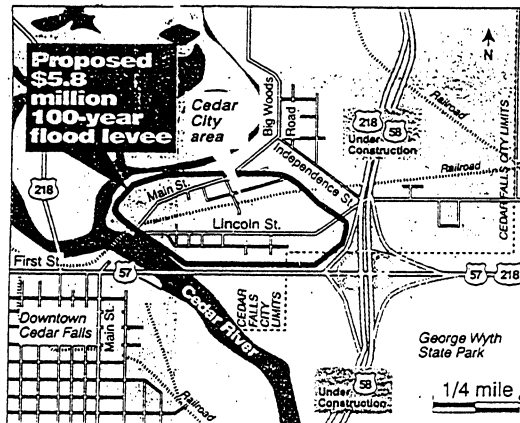 Proposed
$5.8
million
100-year
flood levee
N
Cedar
City
area
Big Woods
Road
Independence St.
218
58
Under
Construction
Railroad
CEDAR FALLS CITY LIMITS
Railroad
218
Main St.
Lincoln St.
First St.
57
57
218
Downtown
Cedar Falls
Main St.
Cedar River
CEDAR
FALLS
CITY
LIMITS
George Wyth
State Park
Railroad
58
Under
Construction
1/4 mile